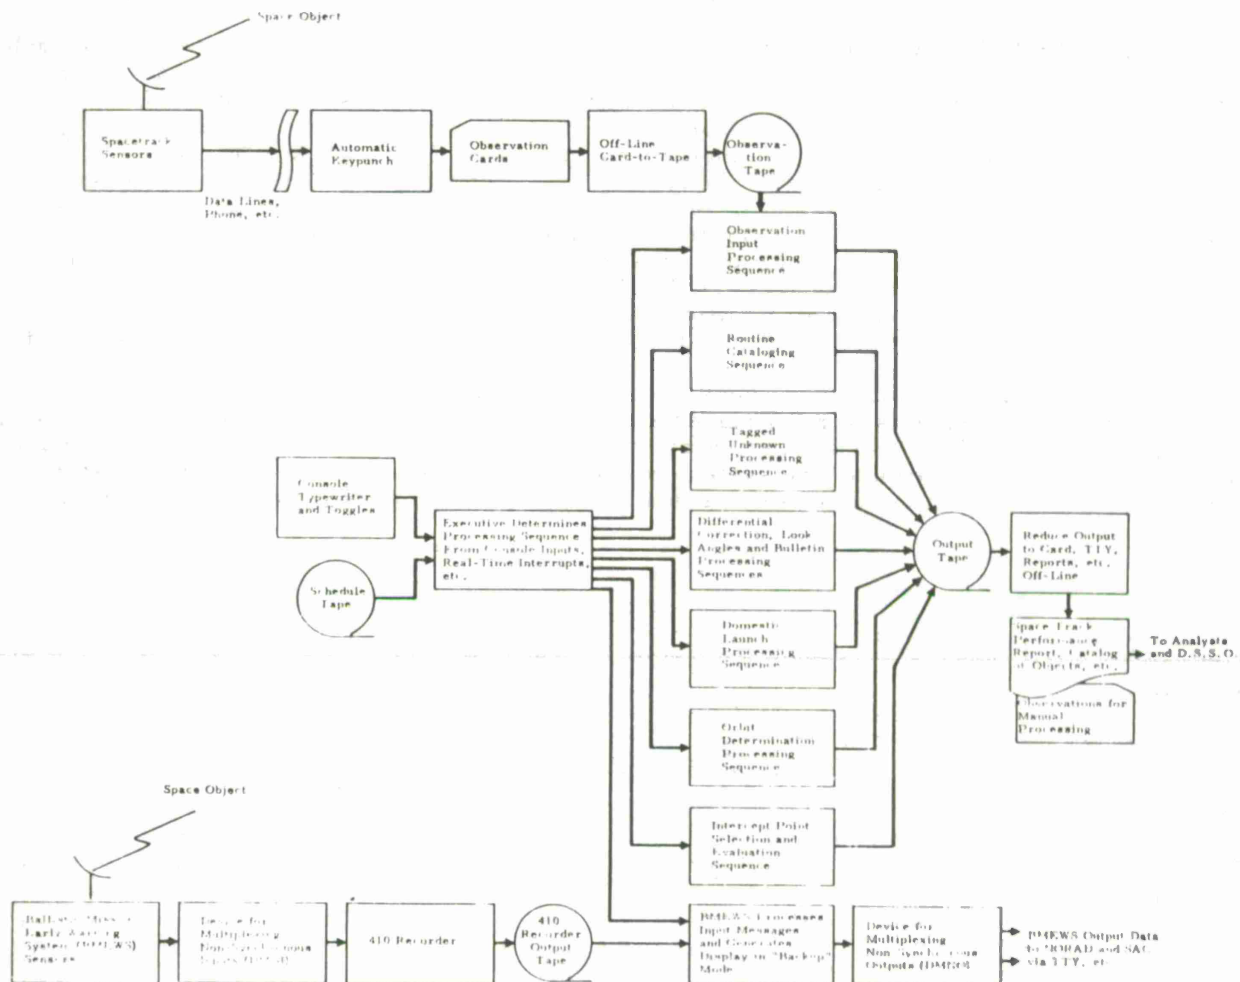 Space Object
Spacetrack
Sensors
Data Lines,
Phone, etc.
Automatic
Keypunch
Observation
Cards
Off-Line
Card-to-Tape
Observa-
tion
Tape
Observation
Input
Processing
Sequence
Routine
Cataloging
Sequence
Tagged
Unknown
Processing
Sequence
Console
Typewriter
and Toggles
Schedule
Tape
Executive Determines
Processing Sequence
From Console Inputs,
Real-Time Interrupts,
etc.
Differential
Correction, Look
Angles and Bulletin
Processing
Sequences
Domestic
Launch
Processing
Sequence
Orbit
Determination
Processing
Sequence
Intercept Point
Selection and
Evaluation
Sequence
Output
Tape
Reduce Output
to Card, TTY,
Reports, etc.
Off-Line
Space Track
Performance
Report, Catalog
of Objects, etc.
To Analysts
and D.S.S.O.
Observations for
Manual
Processing
Space Object
Ballistic Missile
Early Warning
System (BMEWS)
Sensors
Device for
Multiplexing
Non-Synchronous
Inputs
410 Recorder
410
Recorder
Output
Tape
BMEWS Processes
Input Messages
and Generates
Display in "Backup"
Mode
Device for
Multiplexing
Non-Synchronous
Outputs (DMNO)
BMEWS Output Data
to NORAD and SAC
via TTY, etc.